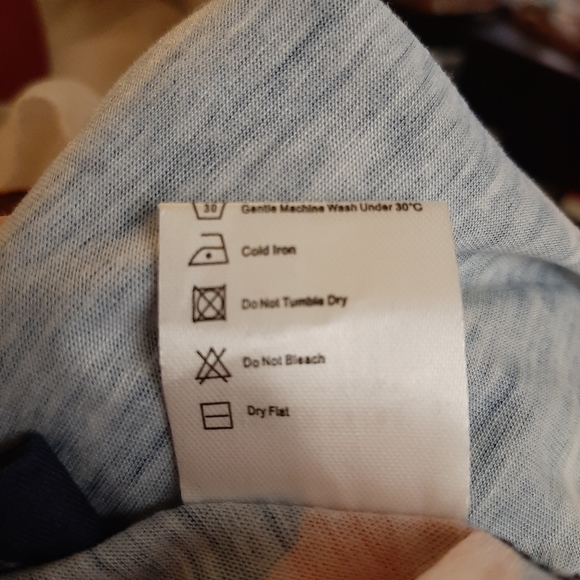 30 Gentle Machine Wash Under 30°C
Cold Iron
Do Not Tumble Dry
Do Not Bleach
Dry Flat